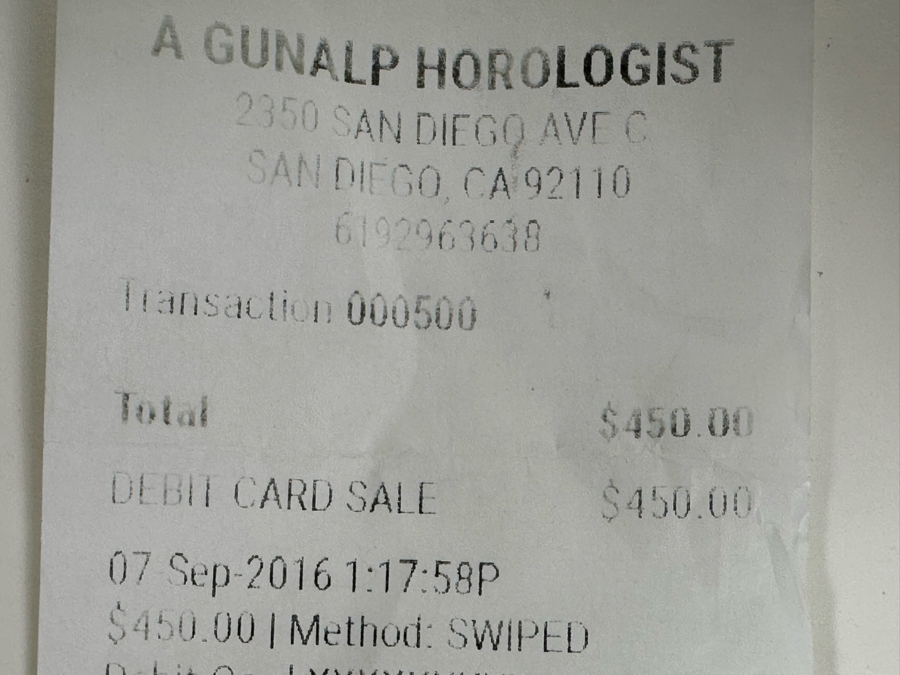 A GUNALP HOROLOGIST
2350 SAN DIEGO AVE C
SAN DIEGO, CA 92110
6192963638
Transaction 000500
Total $450.00
DEBIT CARD SALE $450.00
07 Sep-2016 1:17:58P
$450.00 | Method: SWIPED